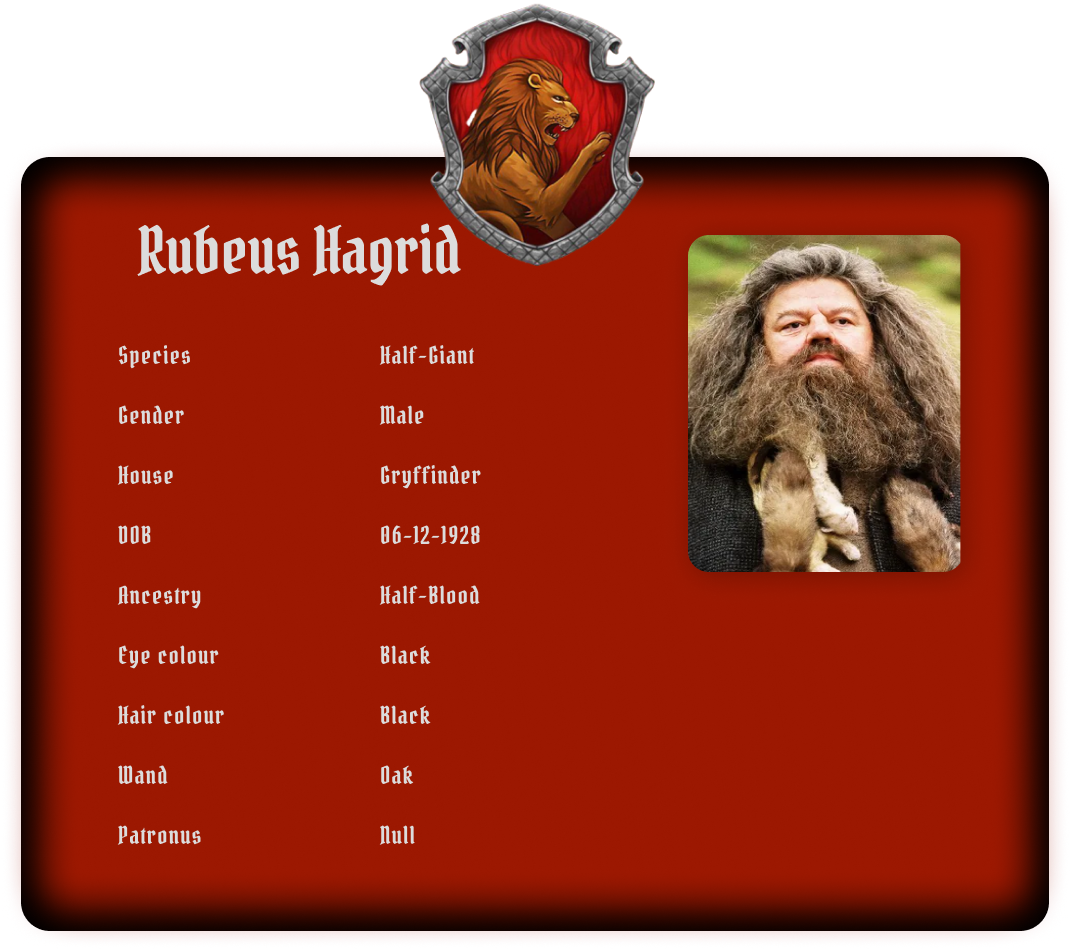 Rubeus Hagrid
Species Half-Giant
Gender Male
House Gryffinder
DOB 06-12-1928
Ancestry Half-Blood
Eye colour Black
Hair colour Black
Wand Oak
Patronus Null